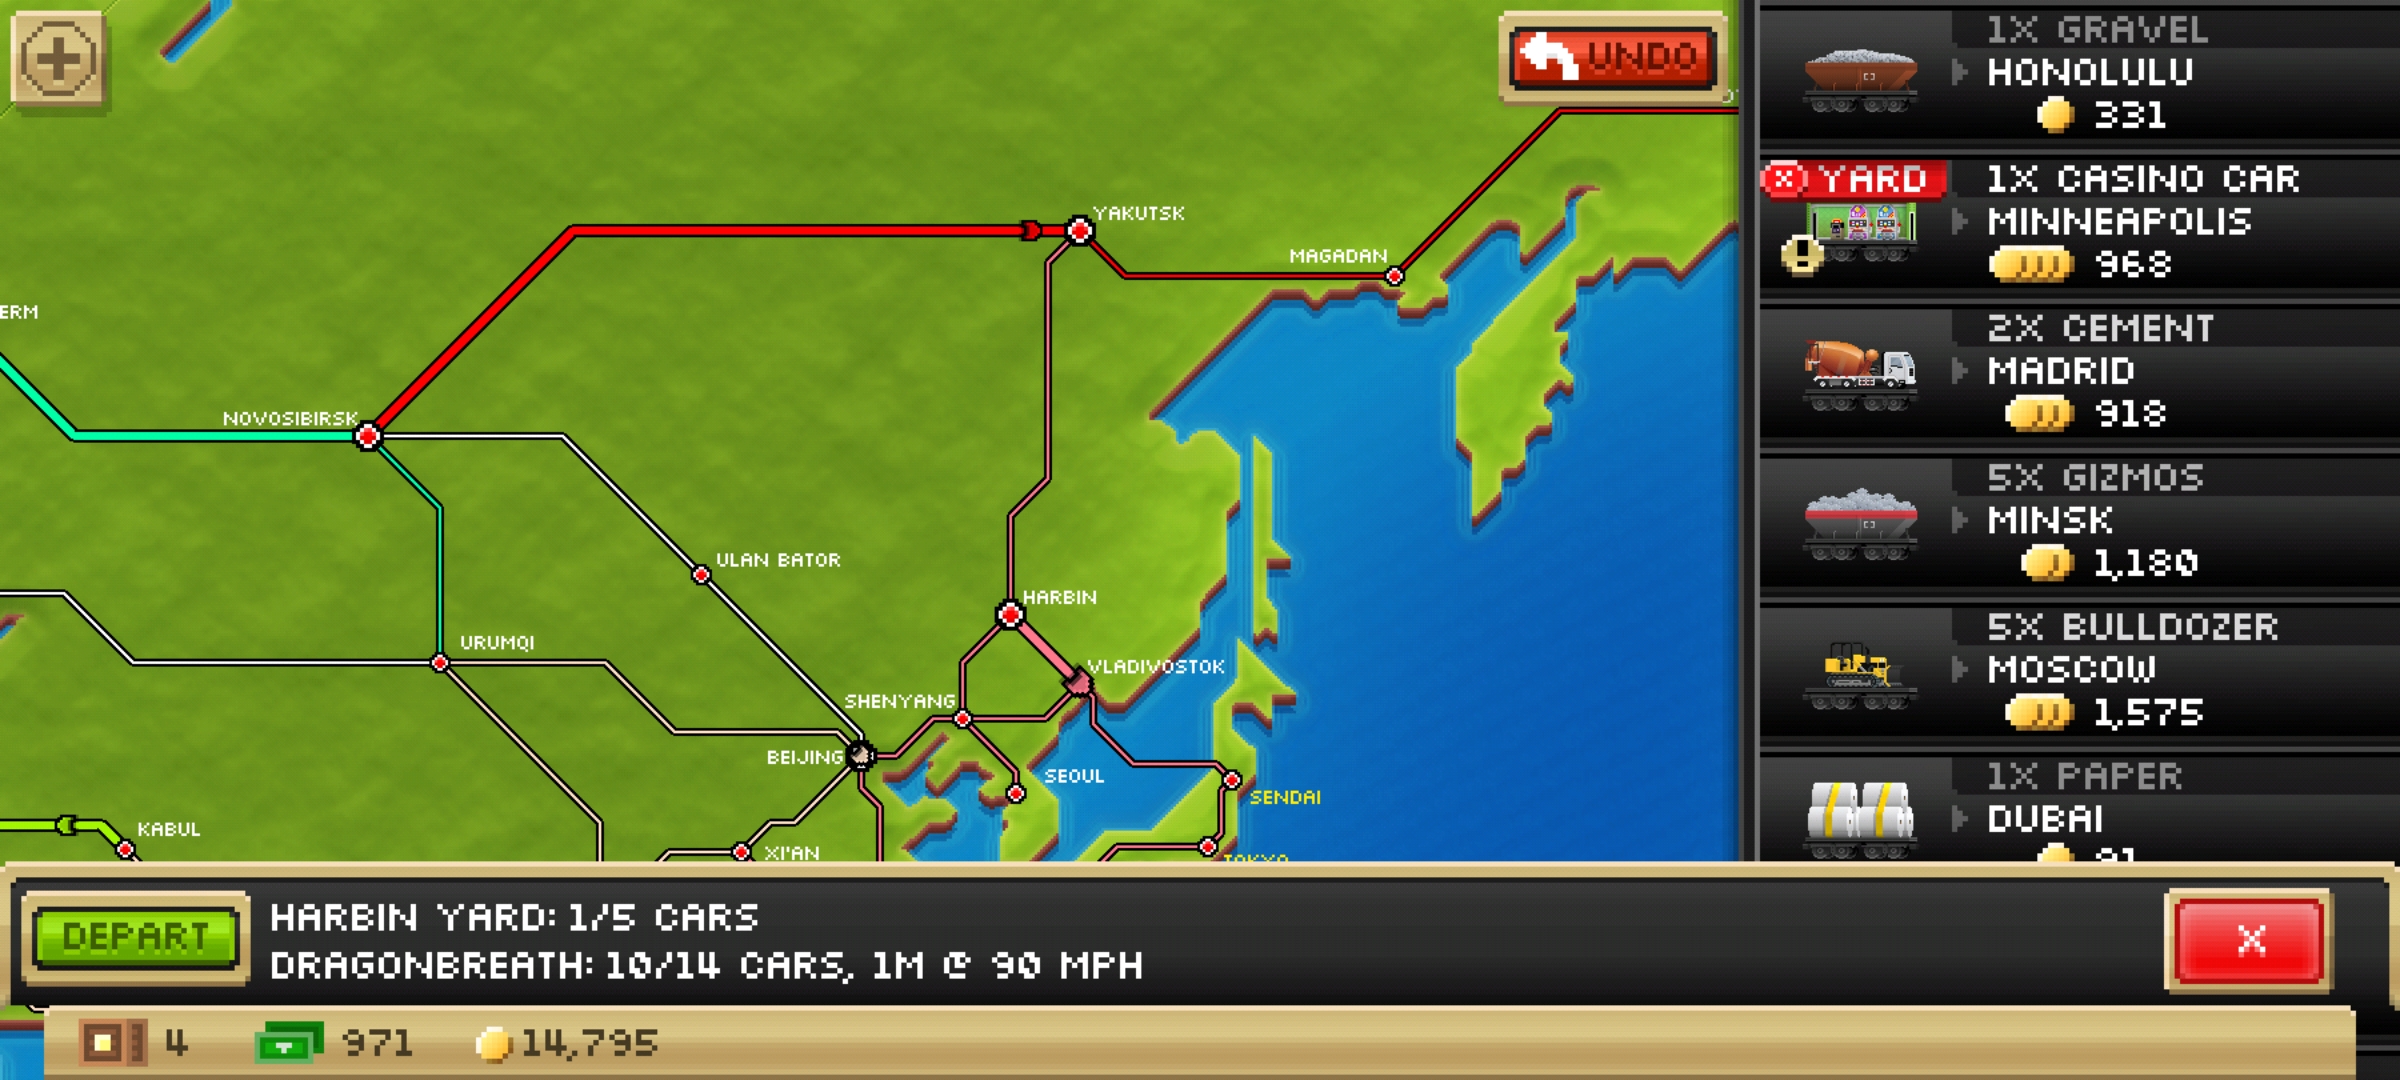 UNDO
YAKUTSK
MAGADAN
ERM
NOVOSIBIRSK
ULAN BATOR
HARBIN
URUMQI
VLADIVOSTOK
SHENYANG
BEIJING
SEOUL
SENDAI
KABUL
XI'AN
TOKYO
1X GRAVEL
HONOLULU
331
YARD
1X CASINO CAR
MINNEAPOLIS
968
2X CEMENT
MADRID
918
5X GIZMOS
MINSK
1,180
5X BULLDOZER
MOSCOW
1,575
1X PAPER
DUBAI
91
DEPART
HARBIN YARD: 1/5 CARS
DRAGONBREATH: 10/14 CARS, 1M @ 90 MPH
X
4
971
14,795